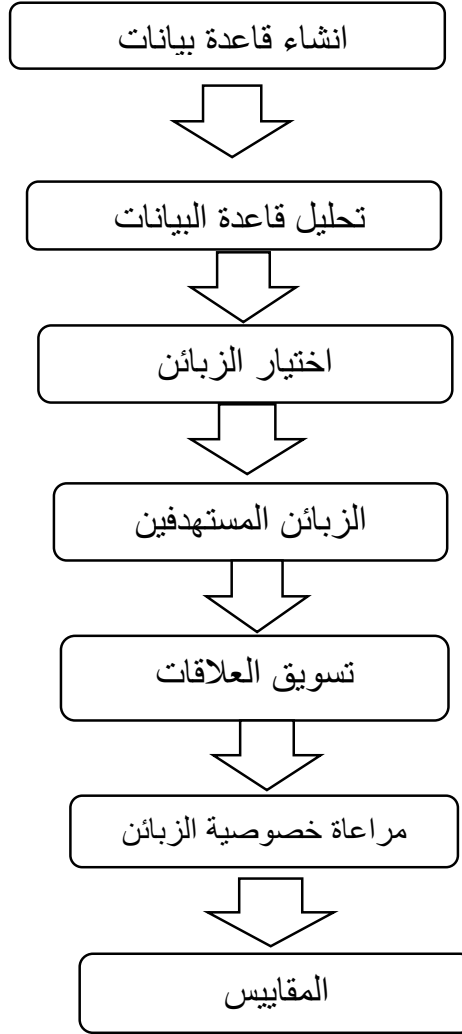 انشاء قاعدة بيانات
تحليل قاعدة البيانات
اختيار الزبائن
الزبائن المستهدفين
تسويق العلاقات
مراعاة خصوصية الزبائن
المقاييس